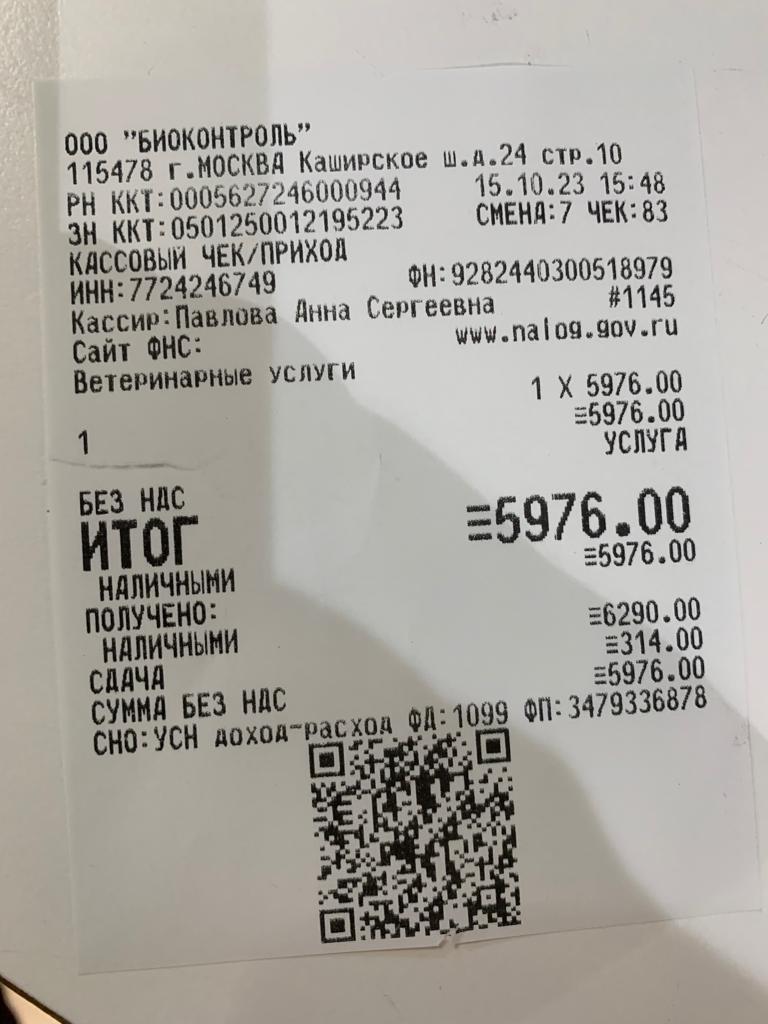 ООО "БИОКОНТРОЛЬ"
115478 г.МОСКВА Каширское ш.д.24 стр.10
РН ККТ:0005627246000944 15.10.23 15:48
ЗН ККТ:0501250012195223 СМЕНА:7 ЧЕК:83
КАССОВЫЙ ЧЕК/ПРИХОД
ИНН:7724246749 ФН:9282440300518979
Кассир:Павлова Анна Сергеевна #1145
Сайт ФНС: www.nalog.gov.ru
Ветеринарные услуги
1 X 5976.00
≡5976.00
1 УСЛУГА
БЕЗ НДС
ИТОГ ≡5976.00
НАЛИЧНЫМИ ≡5976.00
ПОЛУЧЕНО:
НАЛИЧНЫМИ ≡6290.00
СДАЧА ≡314.00
СУММА БЕЗ НДС ≡5976.00
СНО:УСН доход-расход ФД:1099 ФП:3479336878